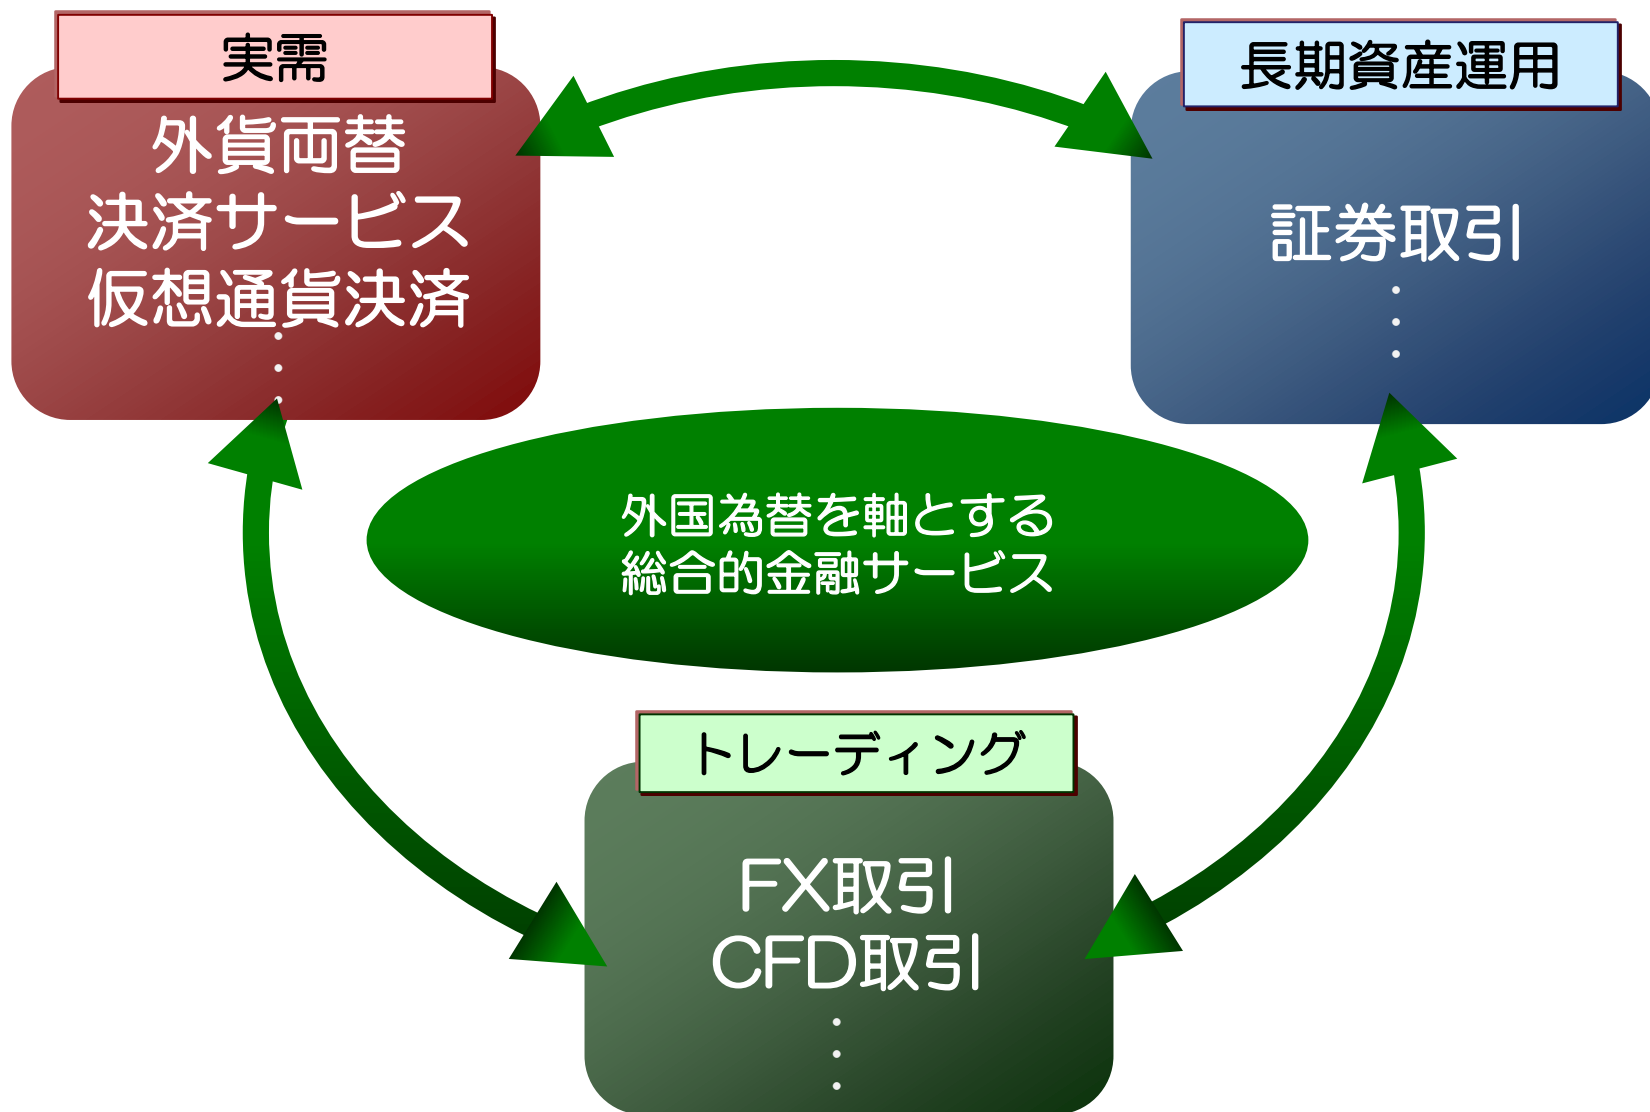 実需
外貨両替
決済サービス
仮想通貨決済
・
・
・
長期資産運用
証券取引
・
・
・
外国為替を軸とする
総合的金融サービス
トレーディング
FX取引
CFD取引
・
・
・